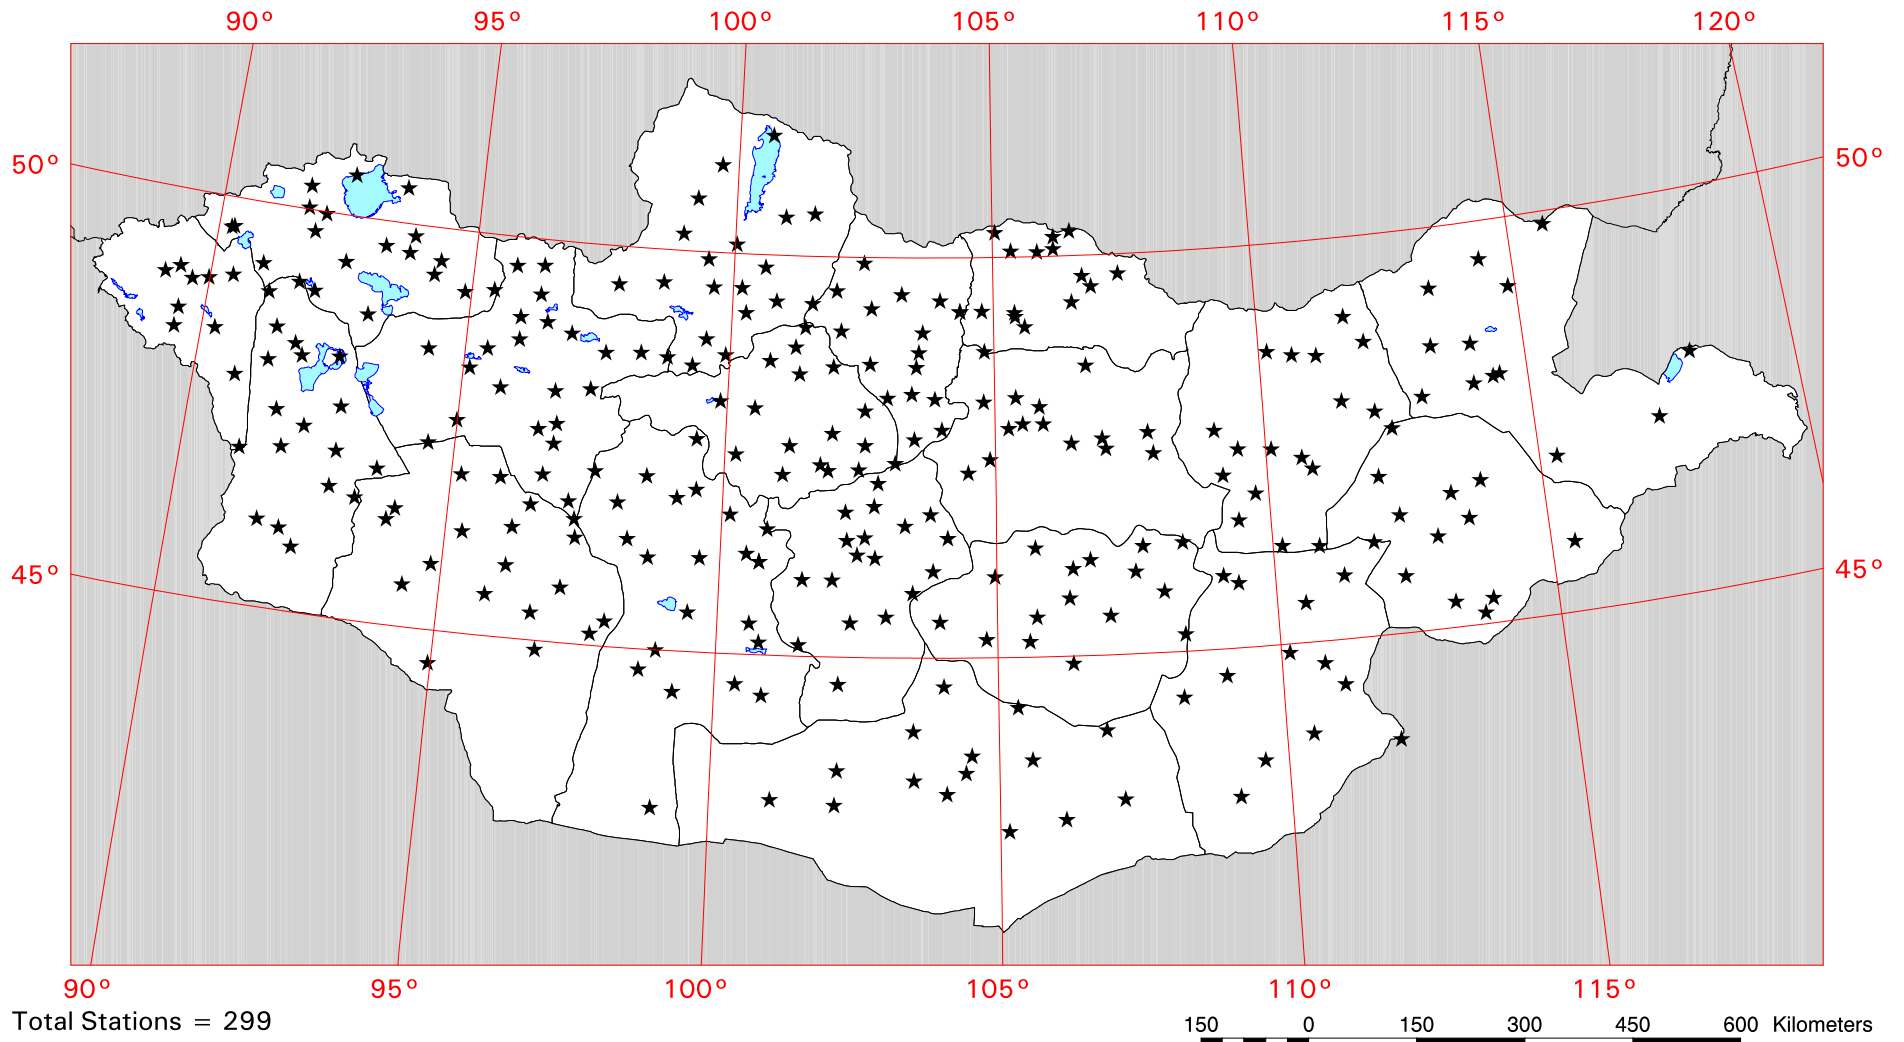 90° 95° 100° 105° 110° 115° 120°
50° 50°
45° 45°
90° 95° 100° 105° 110° 115°
Total Stations = 299
150 0 150 300 450 600 Kilometers